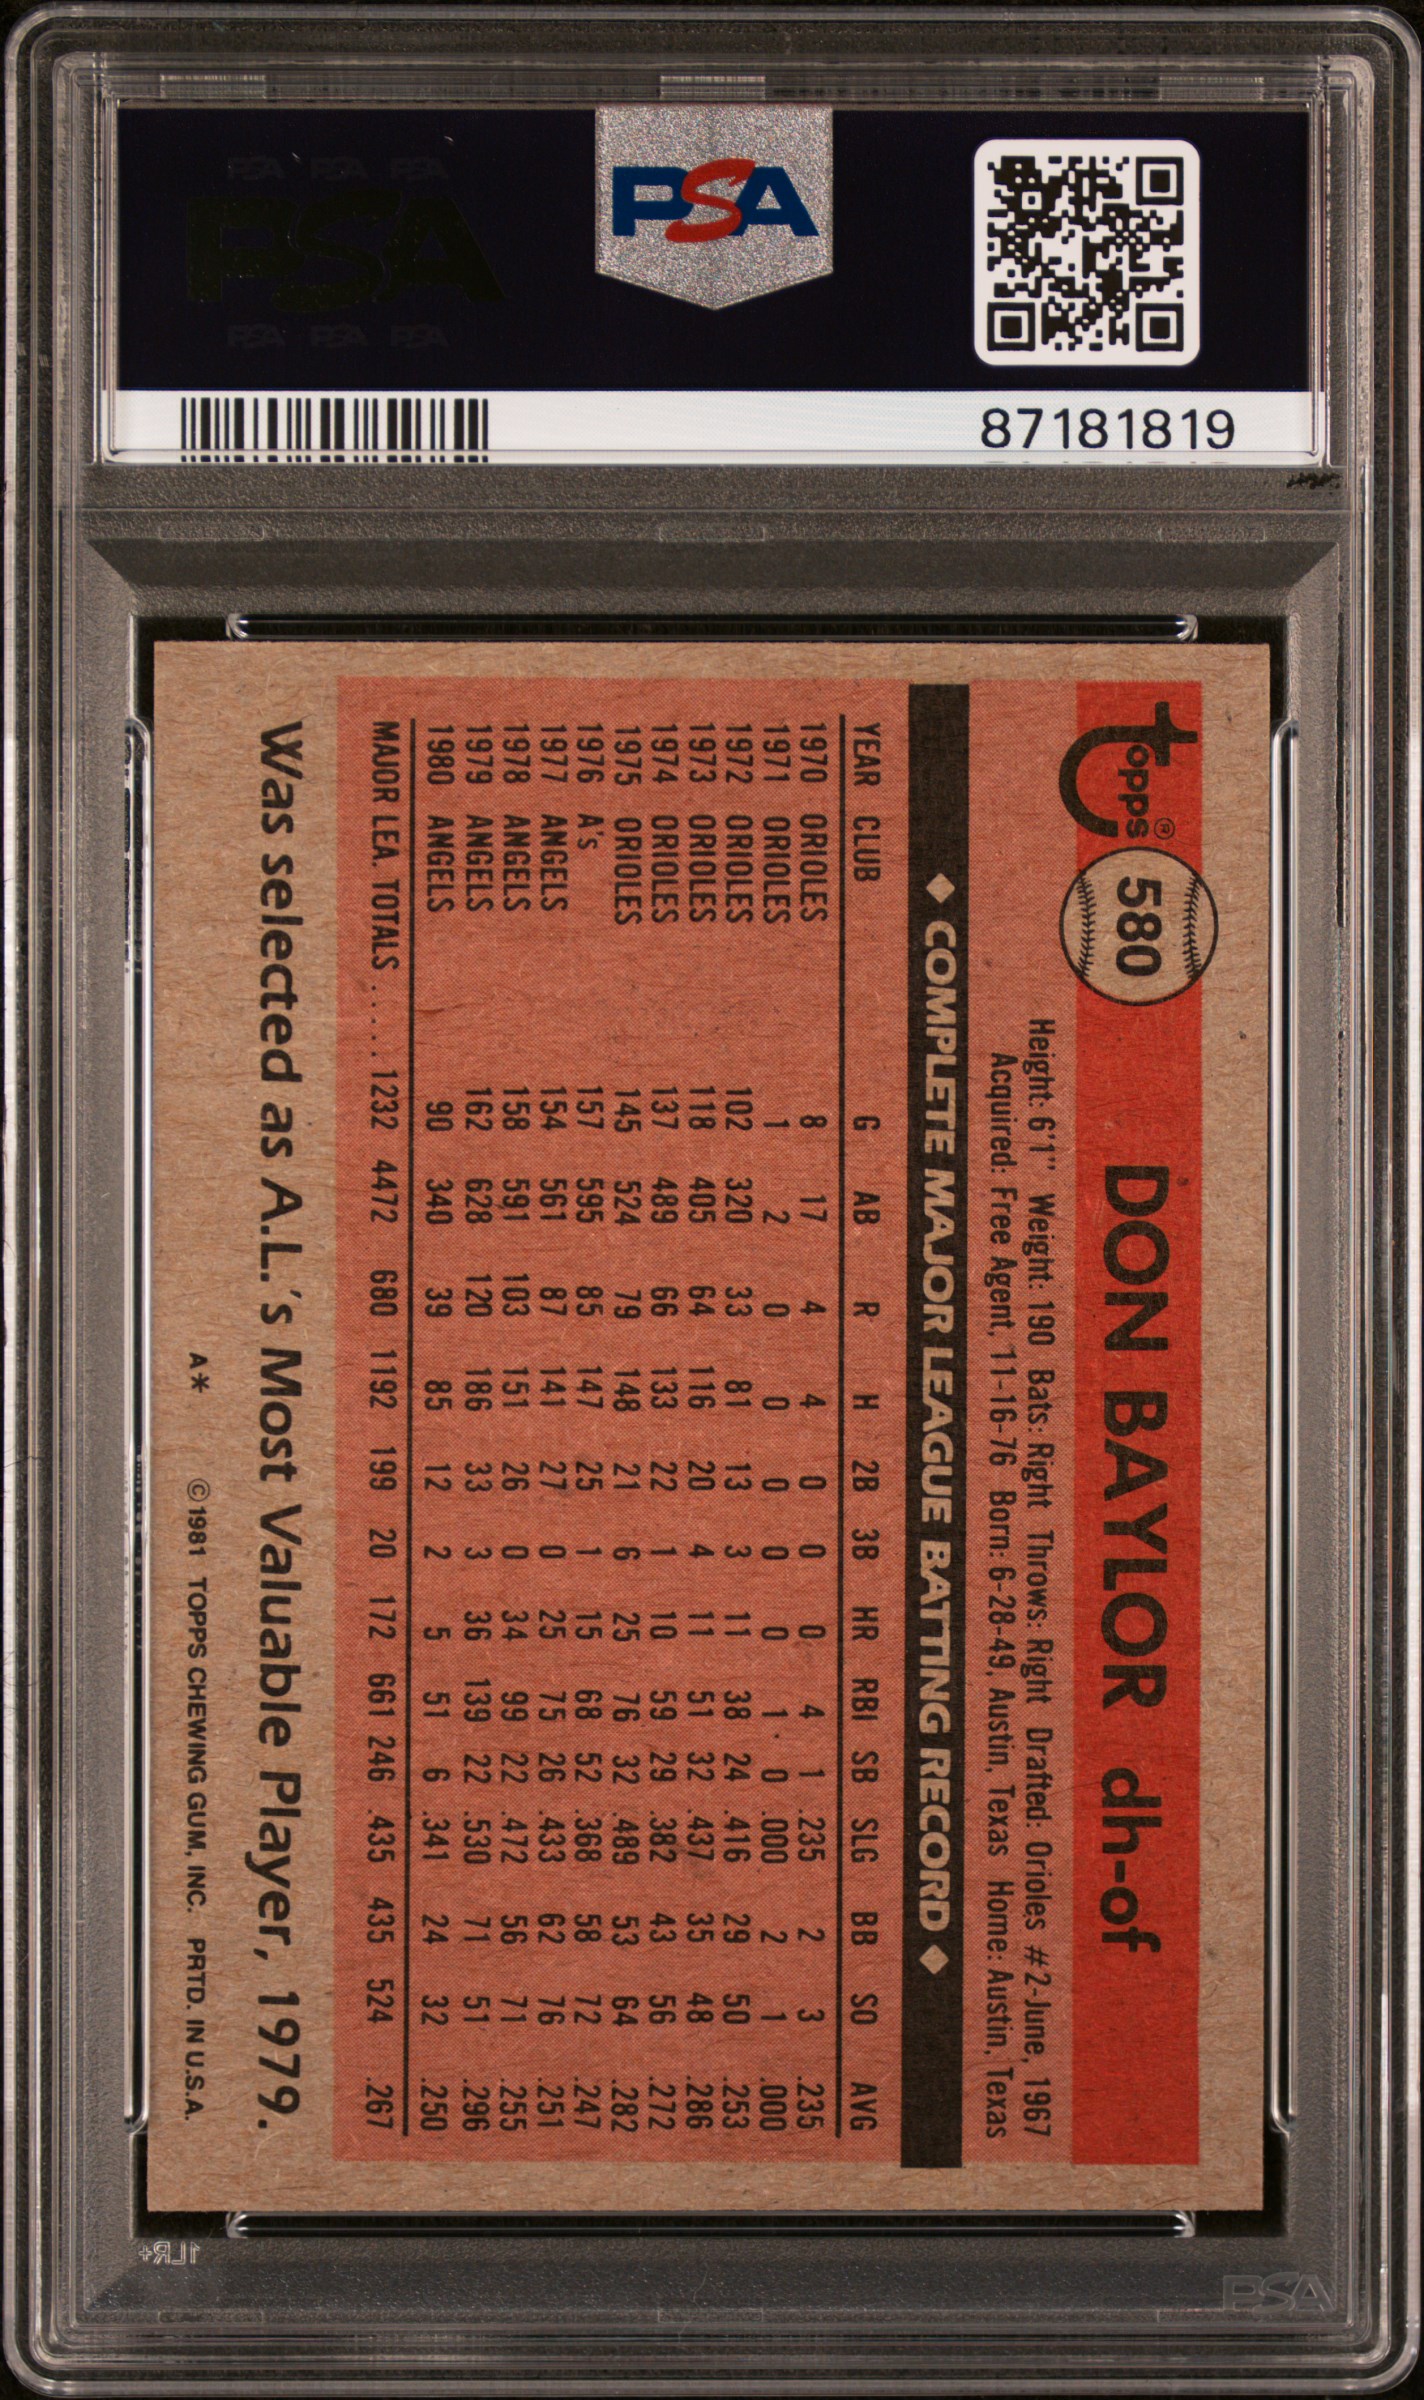 PSA PSA PSA
PSA
PSA PSA PSA
PSA
87181819
topps®
580
DON BAYLOR dh-of
Height: 6'1" Weight: 190 Bats: Right Throws: Right Drafted: Orioles #2-June, 1967
Acquired: Free Agent, 11-16-76 Born: 6-28-49, Austin, Texas Home: Austin, Texas
◆ COMPLETE MAJOR LEAGUE BATTING RECORD ◆
YEAR CLUB G AB R H 2B 3B HR RBI SB SLG BB SO AVG
1970 ORIOLES 8 17 4 4 0 0 0 4 1 .235 2 3 .235
1971 ORIOLES 1 2 0 0 0 0 0 1 0 .000 2 1 .000
1972 ORIOLES 102 320 33 81 13 3 11 38 24 .416 29 50 .253
1973 ORIOLES 118 405 64 116 20 4 11 51 32 .437 35 48 .286
1974 ORIOLES 137 489 66 133 22 1 10 59 29 .382 43 56 .272
1975 ORIOLES 145 524 79 148 21 6 25 76 32 .489 53 64 .282
1976 A's 157 595 85 147 25 1 15 68 52 .368 58 72 .247
1977 ANGELS 154 561 87 141 27 0 25 75 26 .433 62 76 .251
1978 ANGELS 158 591 103 151 26 0 34 99 22 .472 56 71 .255
1979 ANGELS 162 628 120 186 33 3 36 139 22 .530 71 51 .296
1980 ANGELS 90 340 39 85 12 2 5 51 6 .341 24 32 .250
MAJOR LEA. TOTALS ..... 1232 4472 680 1192 199 20 172 661 246 .435 435 524 .267
Was selected as A.L.'s Most Valuable Player, 1979.
A* ©1981 TOPPS CHEWING GUM, INC. PRTD. IN U.S.A.
1LR+
PSA